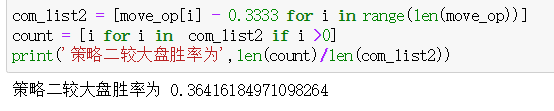 com_list2 = [move_op[i] - 0.3333 for i in range(len(move_op))]
count = [i for i in  com_list2 if i >0]
print('策略二较大盘胜率为',len(count)/len(com_list2))
策略二较大盘胜率为 0.36416184971098264